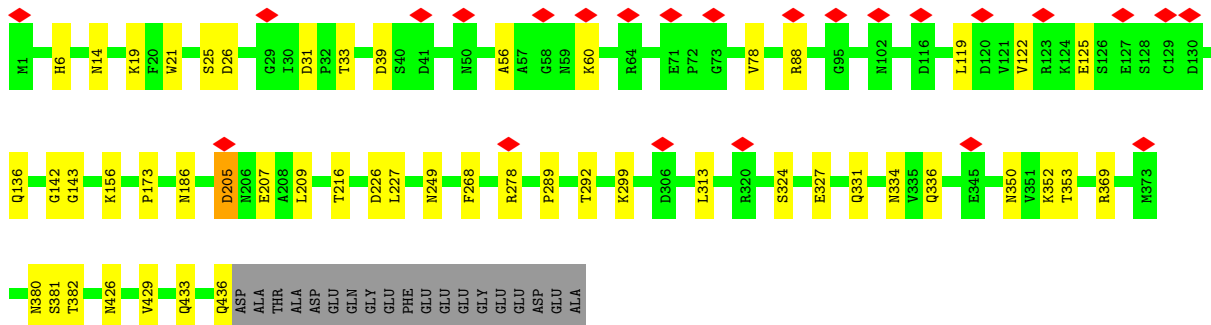 M1 H6 N14 K19 F20 W21 S25 D26 G29 I30 D31 P32 T33 D39 S40 D41 N50 A56 A57 G58 N59 K60 R64 E71 P72 G73 V78 R88 G95 N102 D116 L119 D120 V121 V122 R123 K124 E125 S126 E127 S128 C129 D130
Q136 G142 G143 K156 P173 N186 D205 N206 E207 A208 L209 T216 D226 L227 N249 F268 R278 P289 T292 K299 D306 L313 R320 S324 E327 Q331 N334 V335 Q336 E345 N350 V351 K352 T353 R369 M373
N380 S381 T382 N426 V429 Q433 Q436 ASP ALA THR ALA ASP GLU GLN GLY GLU PHE GLU GLU GLU GLY GLU GLU ASP GLU ALA